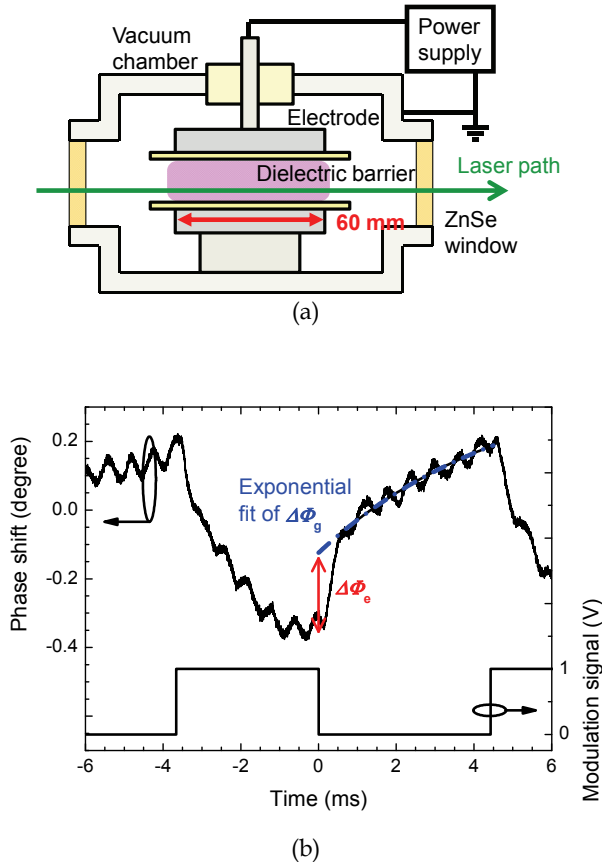 Vacuum
chamber
Power
supply
Electrode
Dielectric barrier
Laser path
60 mm
ZnSe
window
(a)
Phase shift (degree)
0.2
0.0
-0.2
-0.4
Exponential
fit of ΔΦg
ΔΦe
1
0
Modulation signal (V)
-6 -4 -2 0 2 4 6
Time (ms)
(b)